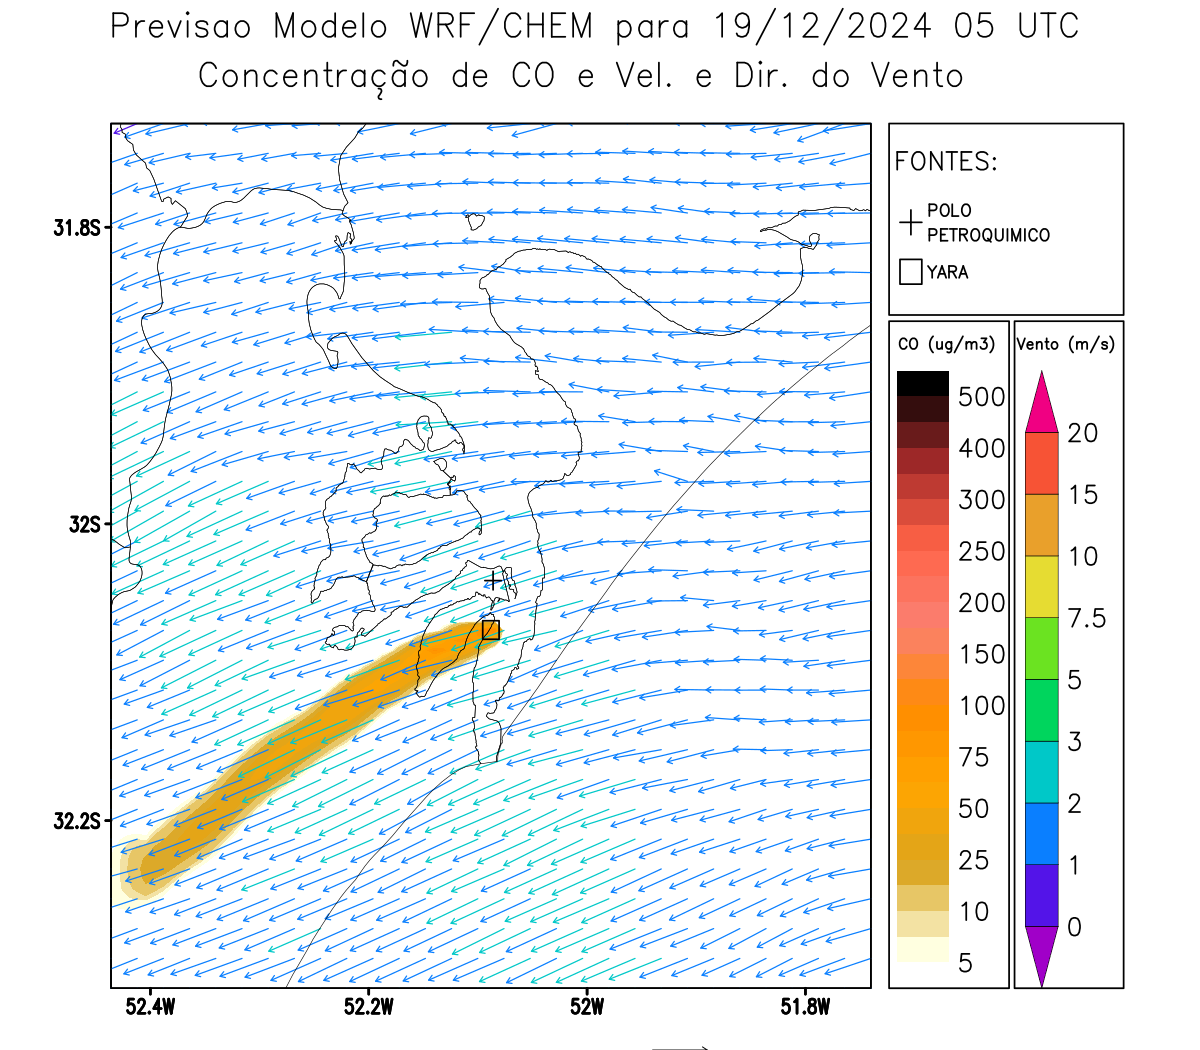 Previsao Modelo WRF/CHEM para 19/12/2024 05 UTC
Concentração de CO e Vel. e Dir. do Vento
FONTES:
POLO
PETROQUIMICO
YARA
CO (ug/m3)
500
400
300
250
200
150
100
75
50
25
10
5
Vento (m/s)
20
15
10
7.5
5
3
2
1
0
31.8S
32S
32.2S
52.4W
52.2W
52W
51.8W